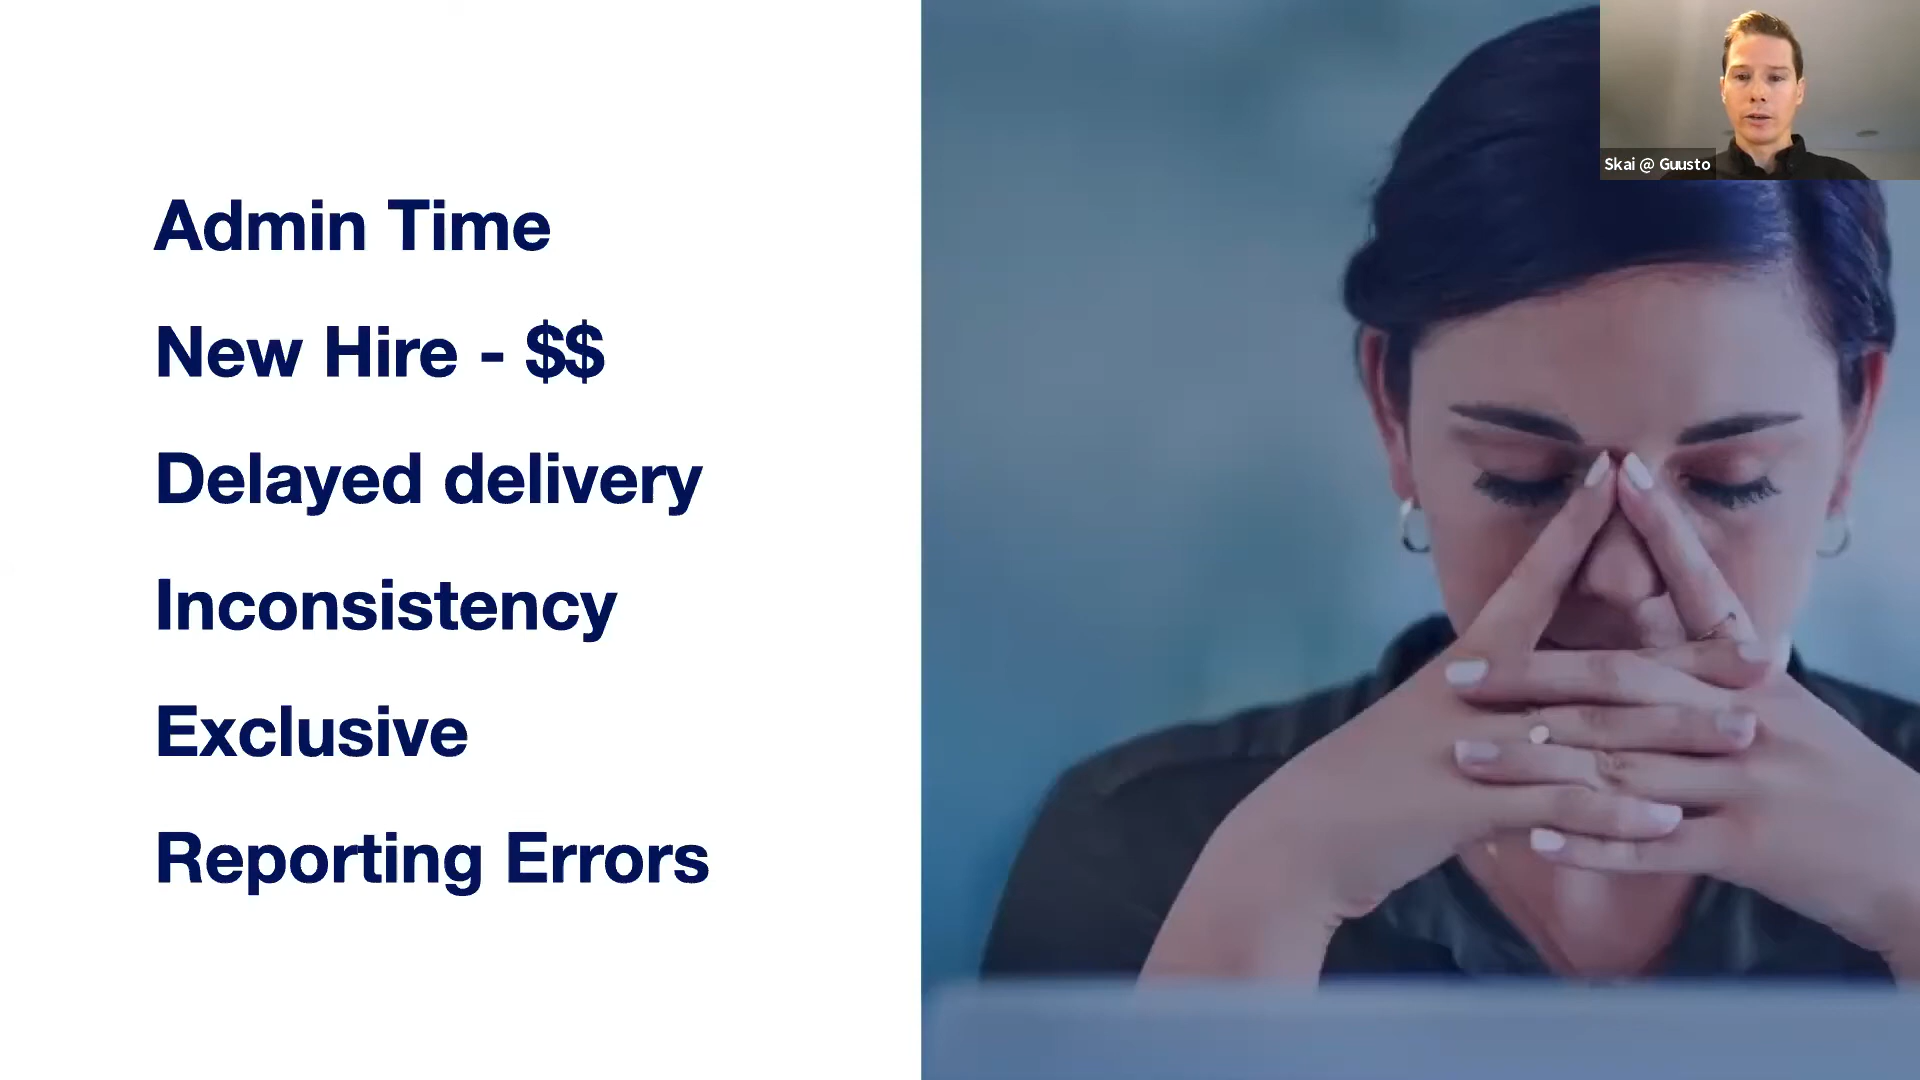 Admin Time
New Hire - $$
Delayed delivery
Inconsistency
Exclusive
Reporting Errors
Skai @ Guusto